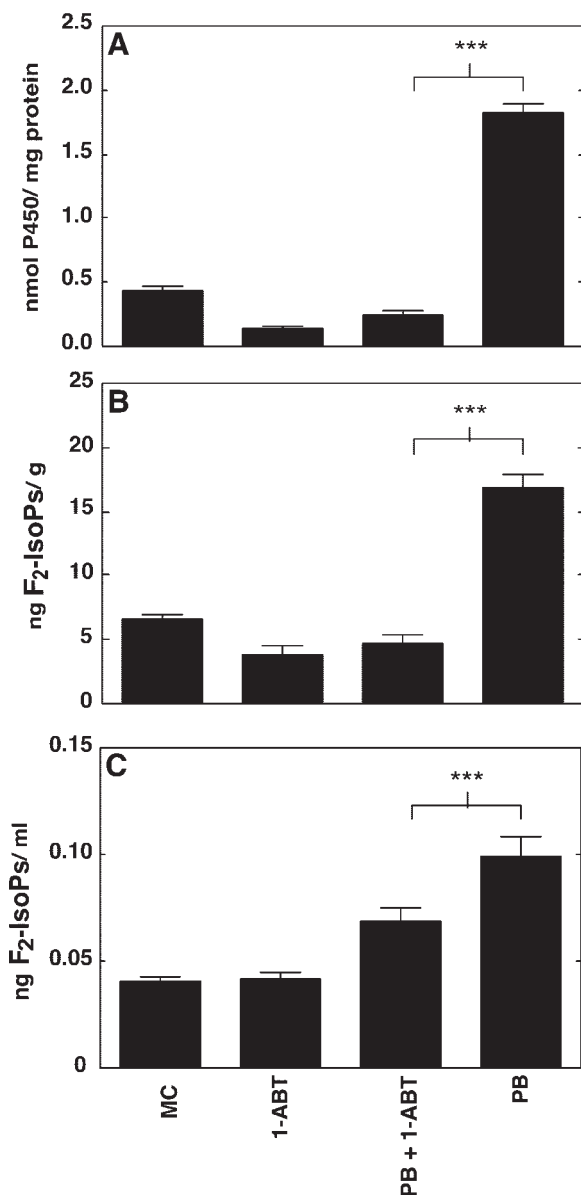 A
nmol P450/ mg protein
2.5
2.0
1.5
1.0
0.5
0.0
***
B
ng F2-IsoPs/ g
25
20
15
10
5
0
***
C
ng F2-IsoPs/ ml
0.15
0.10
0.05
0
***
MC
1-ABT
PB + 1-ABT
PB